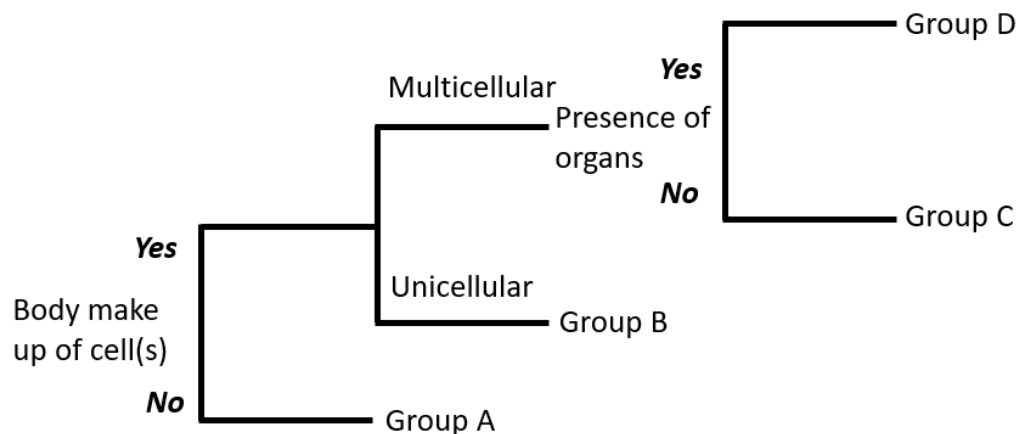 Group D
Yes
Multicellular
Presence of
organs
No
Group C
Yes
Unicellular
Body make
up of cell(s)
Group B
No
Group A